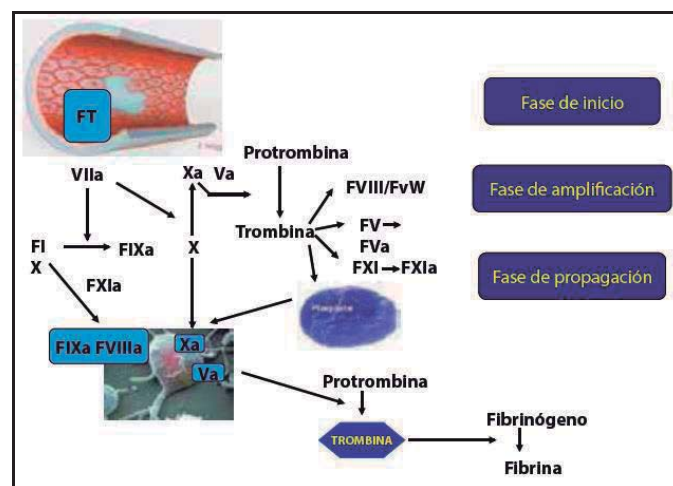 FT
Fase de inicio
Protrombina
VIIa
Xa Va
FVIII/FvW
Fase de amplificación
Trombina
FV
FVa
FI
X
FIXa
X
FXI
FXIa
FXIa
Fase de propagación
FIXa FVIIIa
Xa
Va
Protrombina
TROMBINA
Fibrinógeno
Fibrina